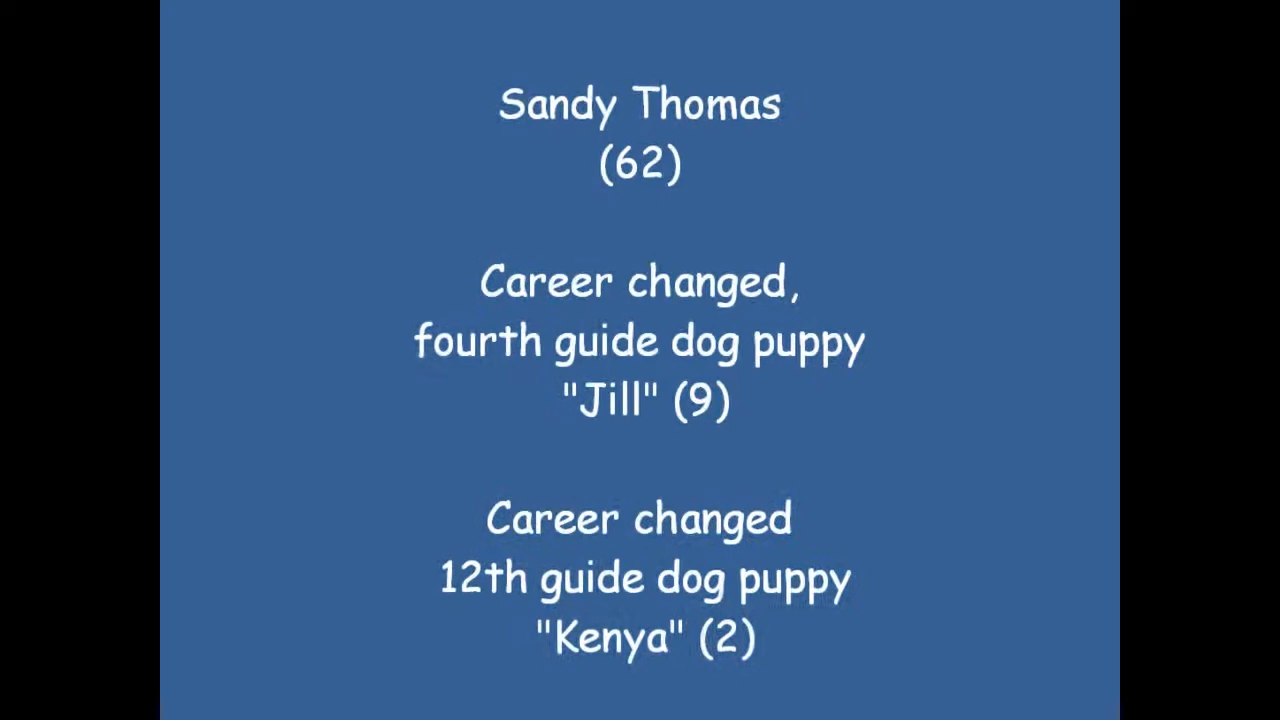 Sandy Thomas
(62)
Career changed,
fourth guide dog puppy
"Jill" (9)
Career changed
12th guide dog puppy
"Kenya" (2)